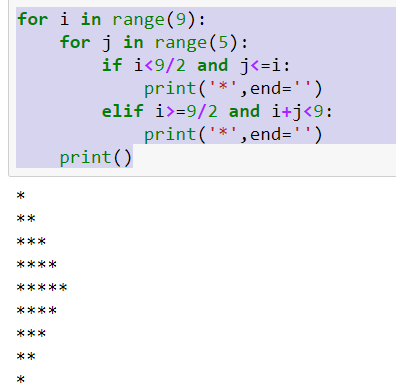 for i in range(9):
    for j in range(5):
        if i<9/2 and j<=i:
            print('*',end='')
        elif i>=9/2 and i+j<9:
            print('*',end='')
    print()
*
**
***
****
*****
****
***
**
*